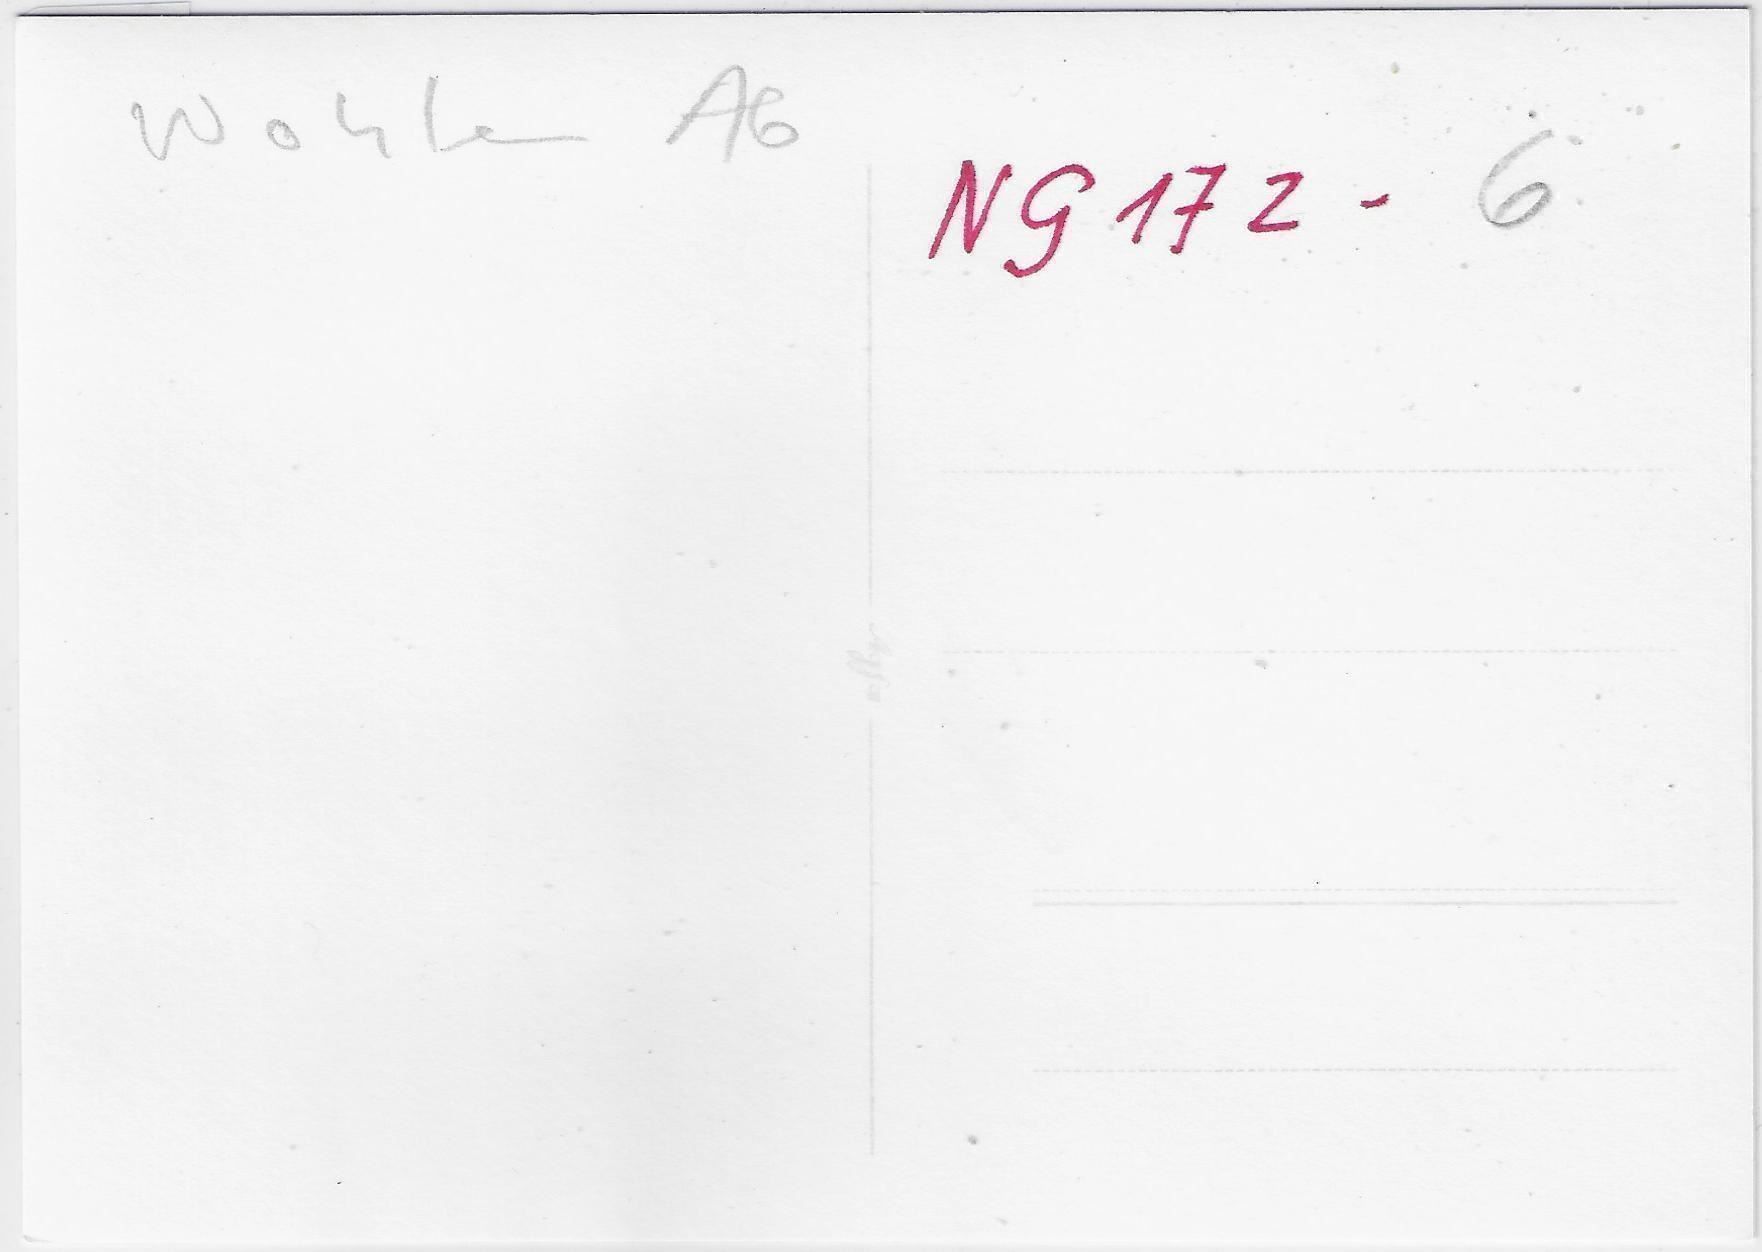 Wohlen AG
NG 172 - 6